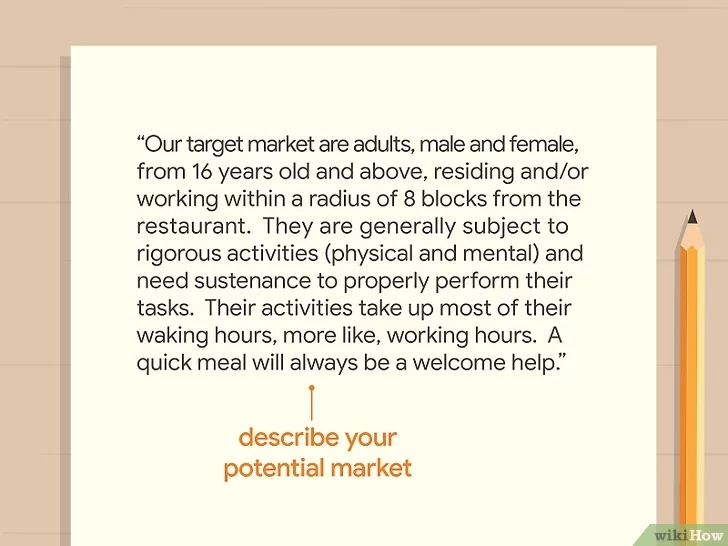 “Our target market are adults, male and female,
from 16 years old and above, residing and/or
working within a radius of 8 blocks from the
restaurant.  They are generally subject to
rigorous activities (physical and mental) and
need sustenance to properly perform their
tasks.  Their activities take up most of their
waking hours, more like, working hours.  A
quick meal will always be a welcome help.”
describe your
potential market
wikiHow